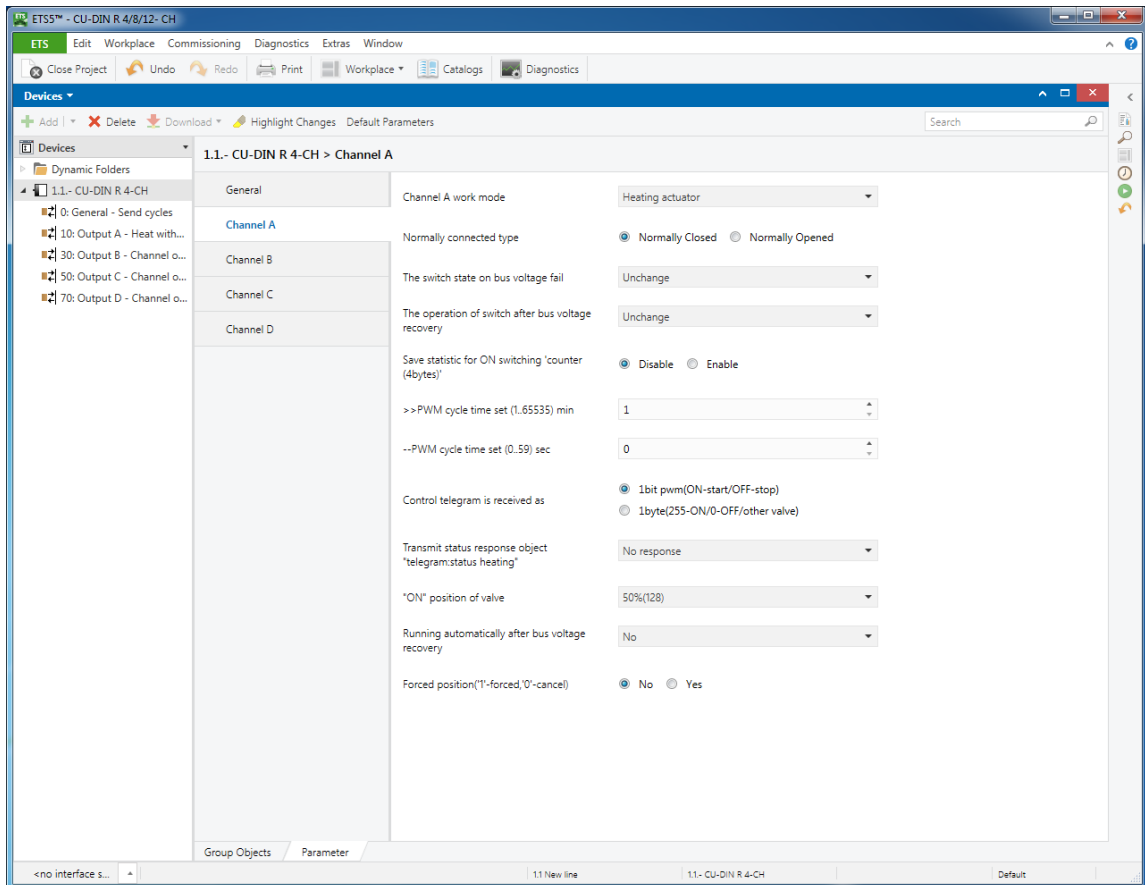 ETS5™ - CU-DIN R 4/8/12- CH
ETS Edit Workplace Commissioning Diagnostics Extras Window
Close Project Undo Redo Print Workplace Catalogs Diagnostics
Devices
Add Delete Download Highlight Changes Default Parameters Search
Devices
Dynamic Folders
1.1.- CU-DIN R 4-CH
0: General - Send cycles
10: Output A - Heat with...
30: Output B - Channel o...
50: Output C - Channel o...
70: Output D - Channel o...
1.1.- CU-DIN R 4-CH > Channel A
General
Channel A
Channel B
Channel C
Channel D
Channel A work mode Heating actuator
Normally connected type Normally Closed Normally Opened
The switch state on bus voltage fail Unchange
The operation of switch after bus voltage
recovery Unchange
Save statistic for ON switching 'counter
(4bytes)' Disable Enable
>>PWM cycle time set (1..65535) min 1
--PWM cycle time set (0..59) sec 0
Control telegram is received as 1bit pwm(ON-start/OFF-stop)
1byte(255-ON/0-OFF/other valve)
Transmit status response object
"telegram:status heating" No response
"ON" position of valve 50%(128)
Running automatically after bus voltage
recovery No
Forced position('1'-forced,'0'-cancel) No Yes
Group Objects Parameter
<no interface s... 1.1 New line 1.1.- CU-DIN R 4-CH Default